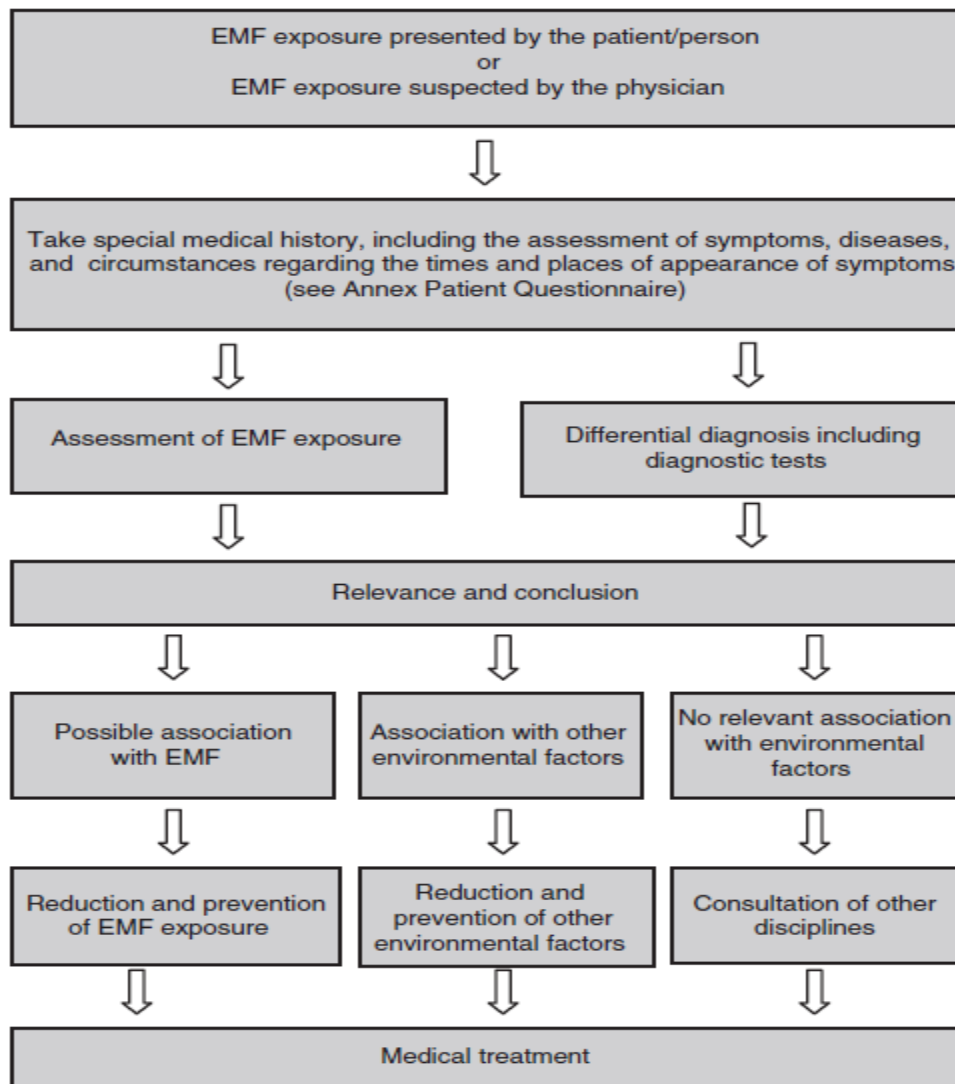 EMF exposure presented by the patient/person
or
EMF exposure suspected by the physician
Take special medical history, including the assessment of symptoms, diseases,
and circumstances regarding the times and places of appearance of symptoms
(see Annex Patient Questionnaire)
Assessment of EMF exposure
Differential diagnosis including
diagnostic tests
Relevance and conclusion
Possible association
with EMF
Association with other
environmental factors
No relevant association
with environmental
factors
Reduction and prevention
of EMF exposure
Reduction and
prevention of other
environmental factors
Consultation of other
disciplines
Medical treatment